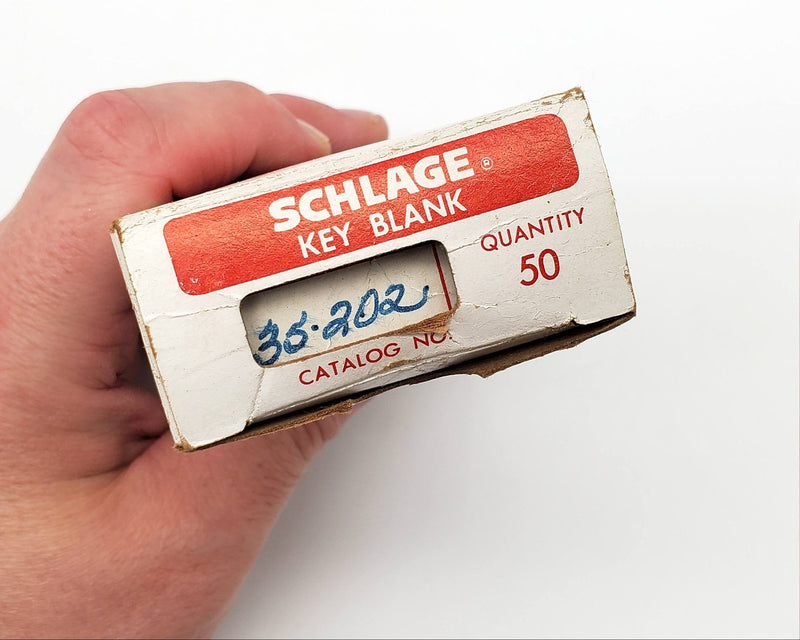 SCHLAGE ®
KEY BLANK
QUANTITY
50
35-202
CATALOG NO.